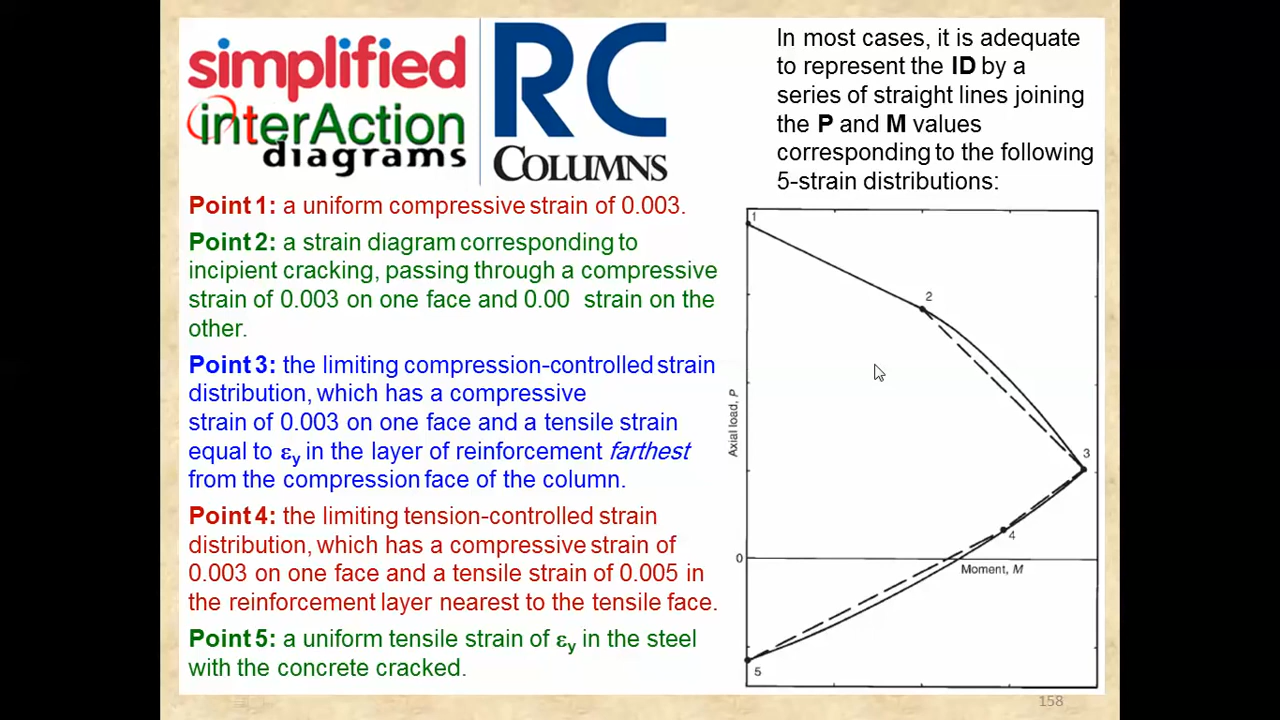 simplified
interAction
diagrams
RC
COLUMNS
In most cases, it is adequate
to represent the ID by a
series of straight lines joining
the P and M values
corresponding to the following
5-strain distributions:
Point 1: a uniform compressive strain of 0.003.
Point 2: a strain diagram corresponding to
incipient cracking, passing through a compressive
strain of 0.003 on one face and 0.00 strain on the
other.
Point 3: the limiting compression-controlled strain
distribution, which has a compressive
strain of 0.003 on one face and a tensile strain
equal to εy in the layer of reinforcement farthest
from the compression face of the column.
Point 4: the limiting tension-controlled strain
distribution, which has a compressive strain of
0.003 on one face and a tensile strain of 0.005 in
the reinforcement layer nearest to the tensile face.
Point 5: a uniform tensile strain of εy in the steel
with the concrete cracked.
1
2
3
4
5
0
Axial load, P
Moment, M
158